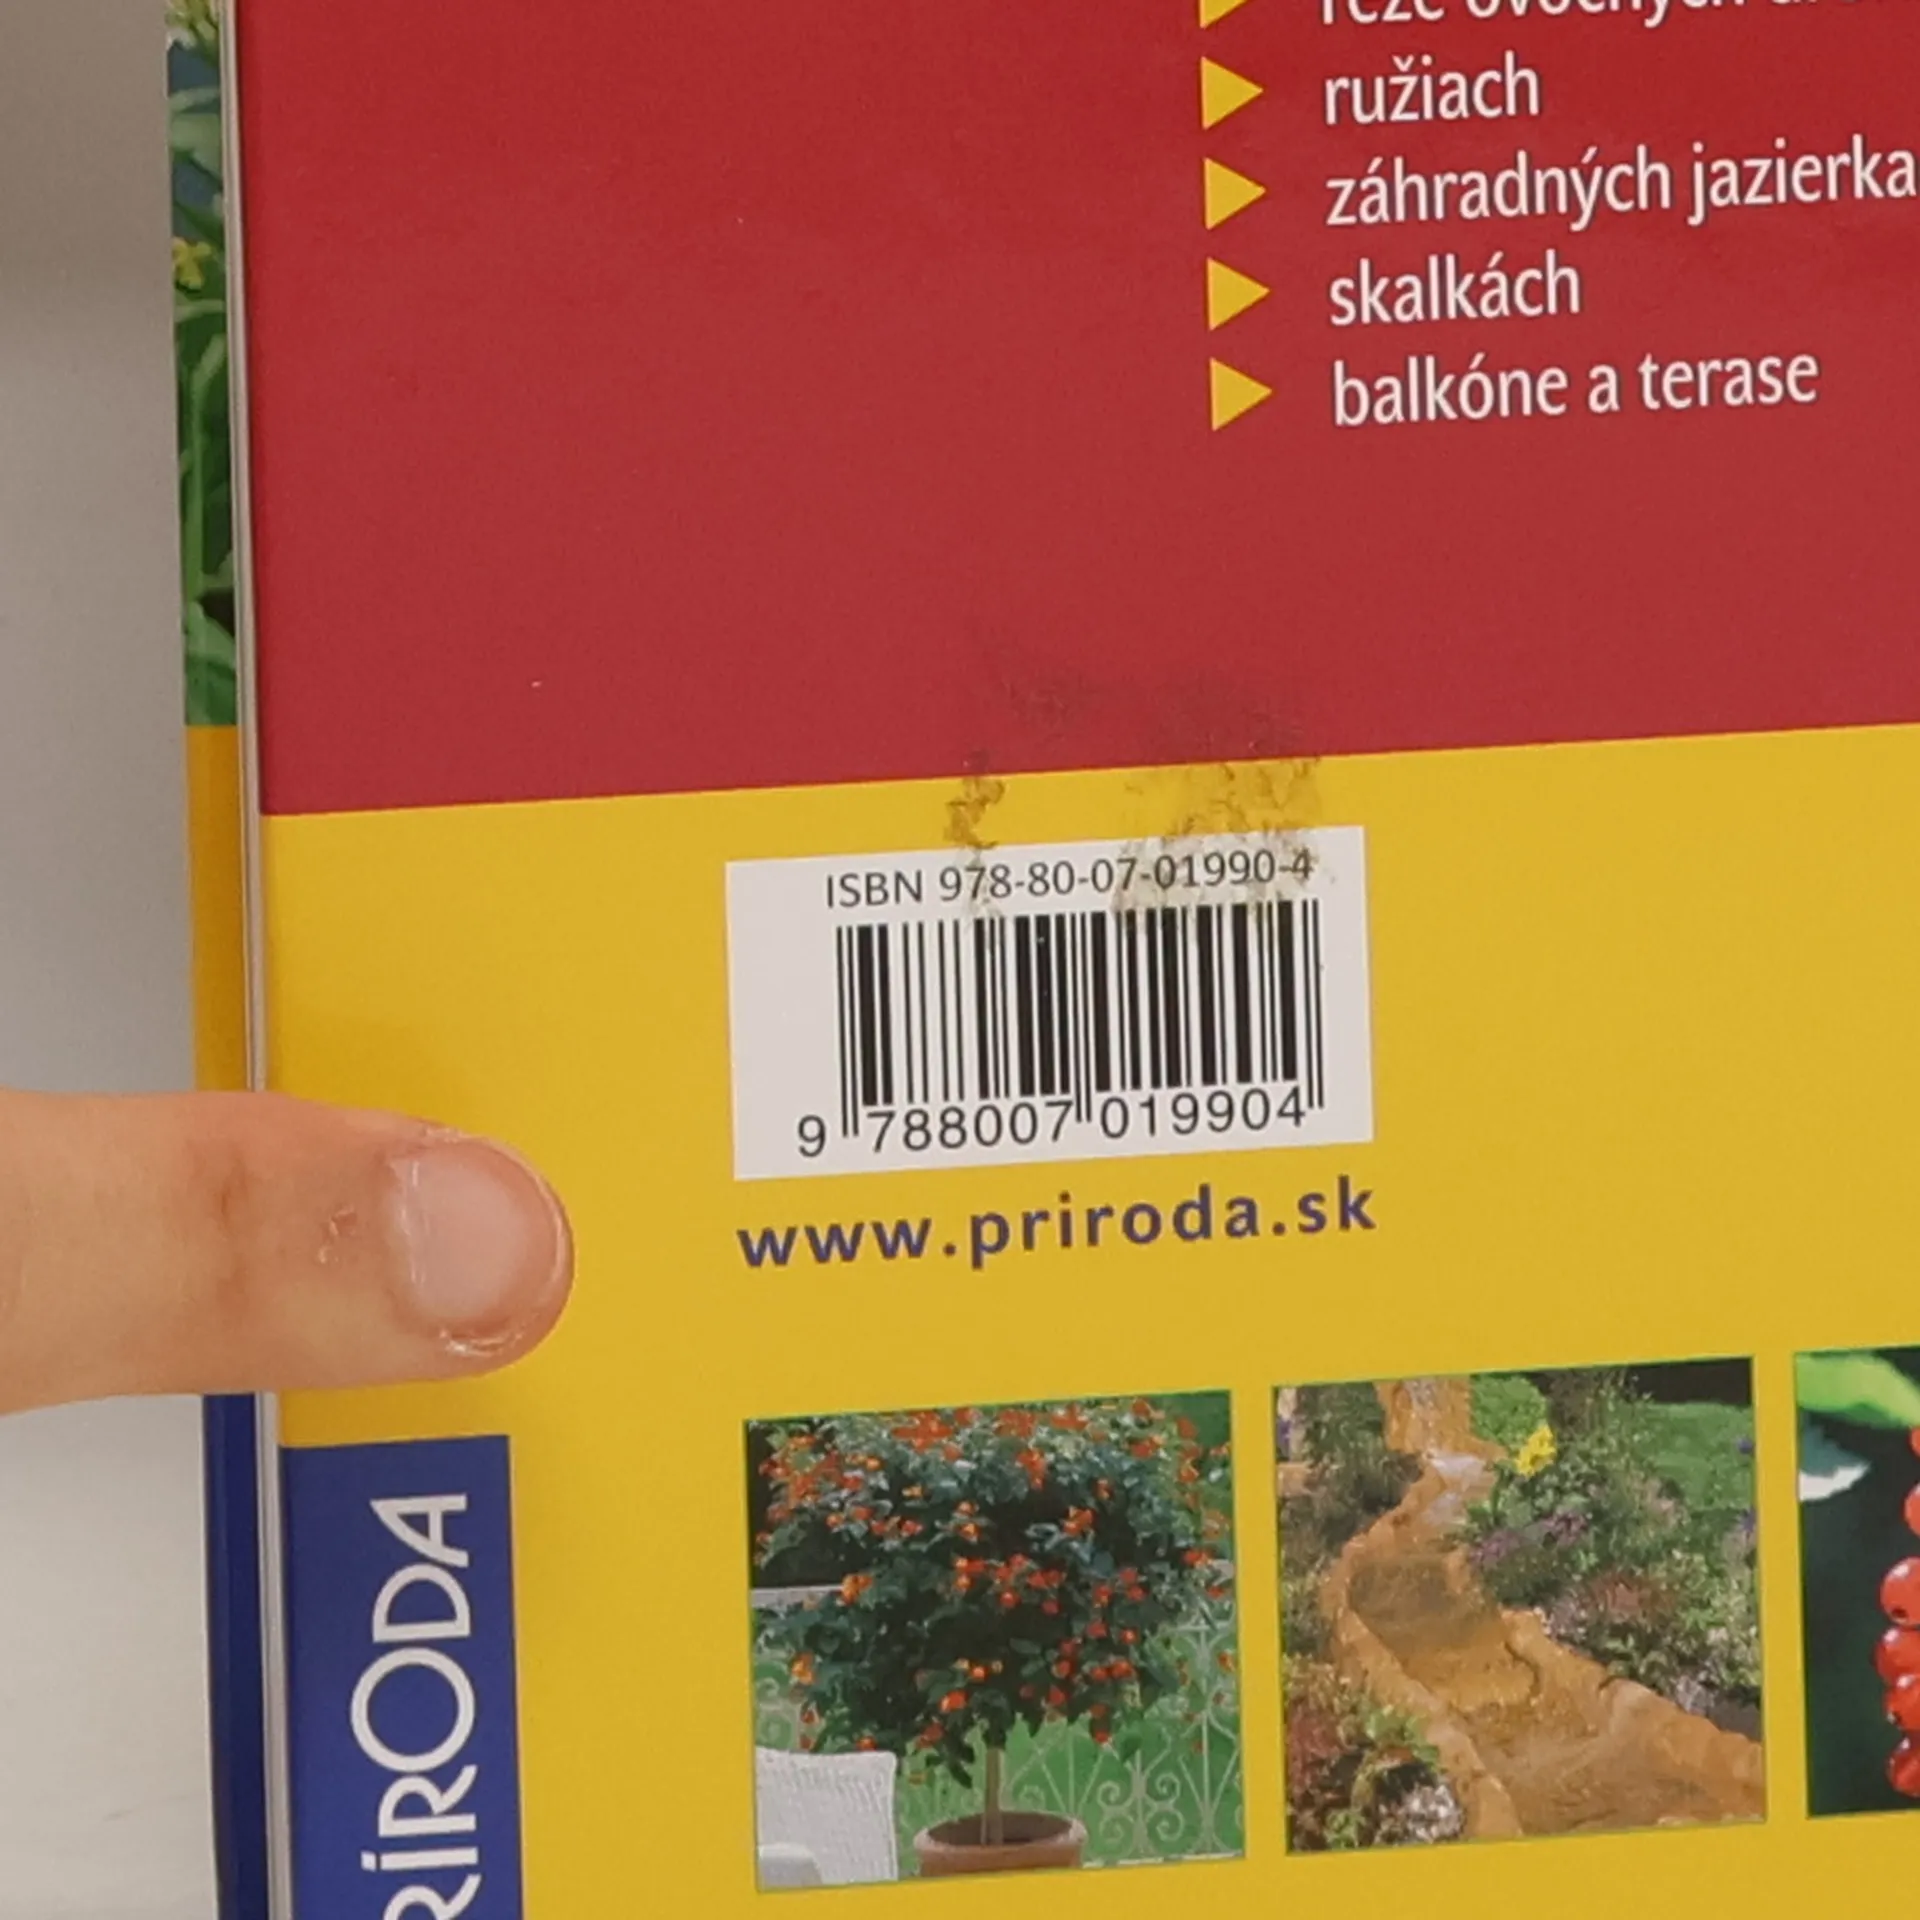 ružiach
záhradných jazierka
skalkách
balkóne a terase
ISBN 978-80-07-01990-4
9 788007 019904
www.priroda.sk
PRÍRODA